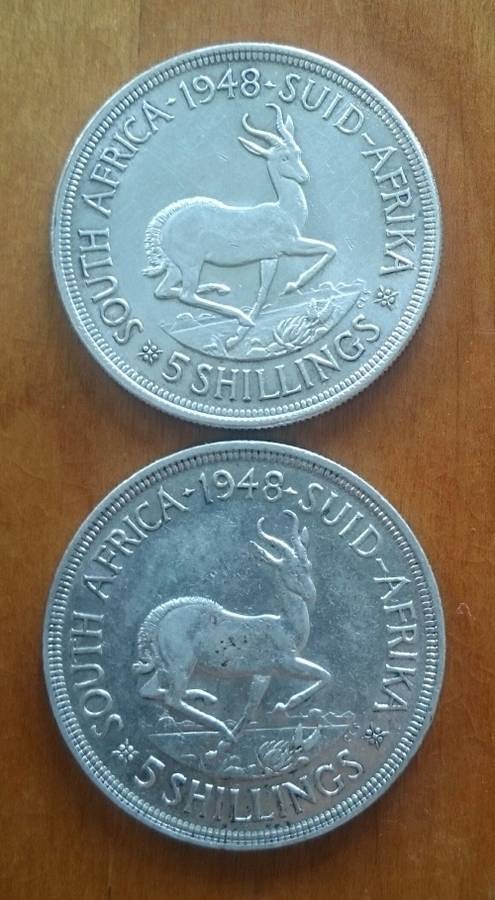 SOUTH AFRICA · 1948 · SUID-AFRIKA
5 SHILLINGS
SOUTH AFRICA · 1948 · SUID-AFRIKA
5 SHILLINGS